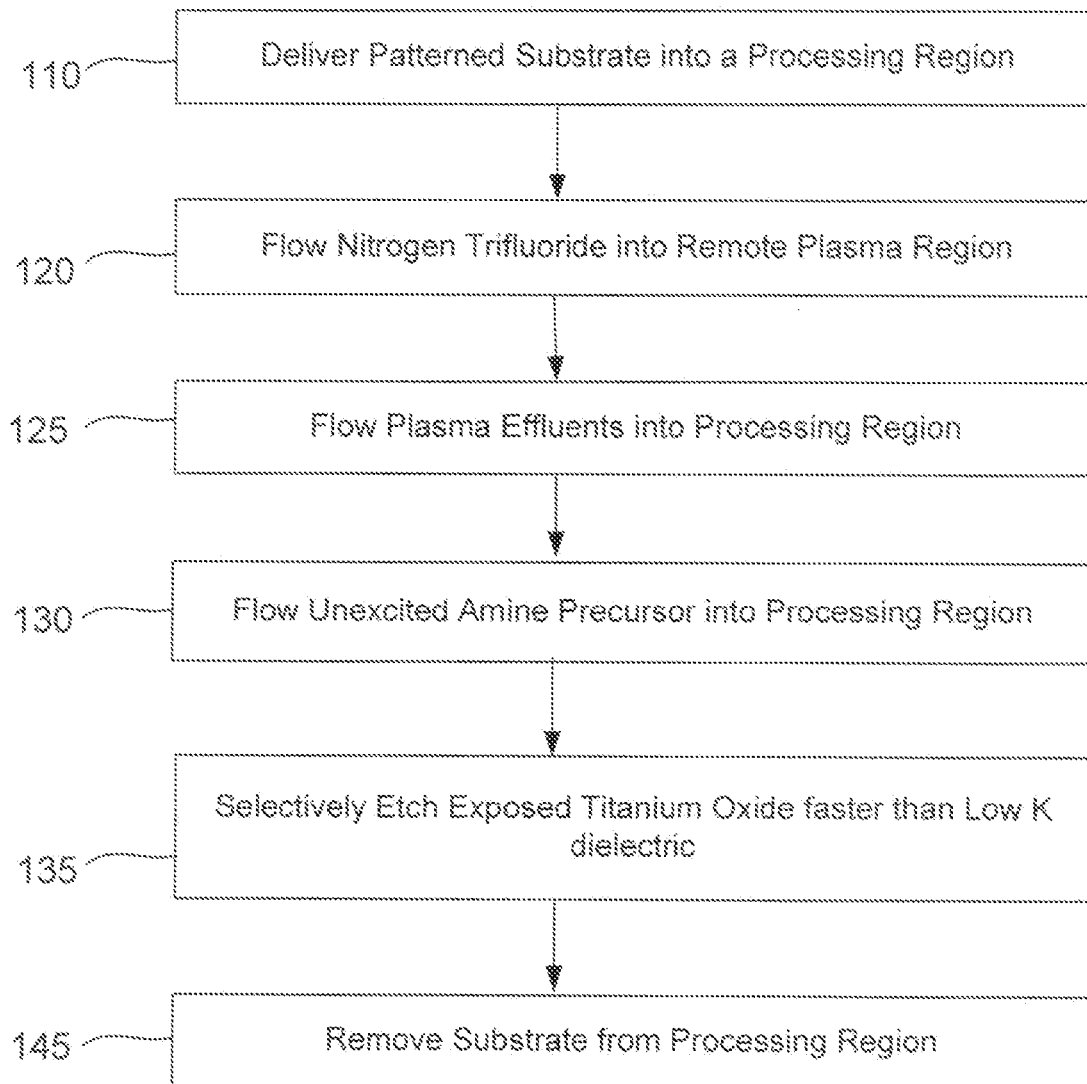 110
Deliver Patterned Substrate into a Processing Region
120
Flow Nitrogen Trifluoride into Remote Plasma Region
125
Flow Plasma Effluents into Processing Region
130
Flow Unexcited Amine Precursor into Processing Region
135
Selectively Etch Exposed Titanium Oxide faster than Low K
dielectric
145
Remove Substrate from Processing Region